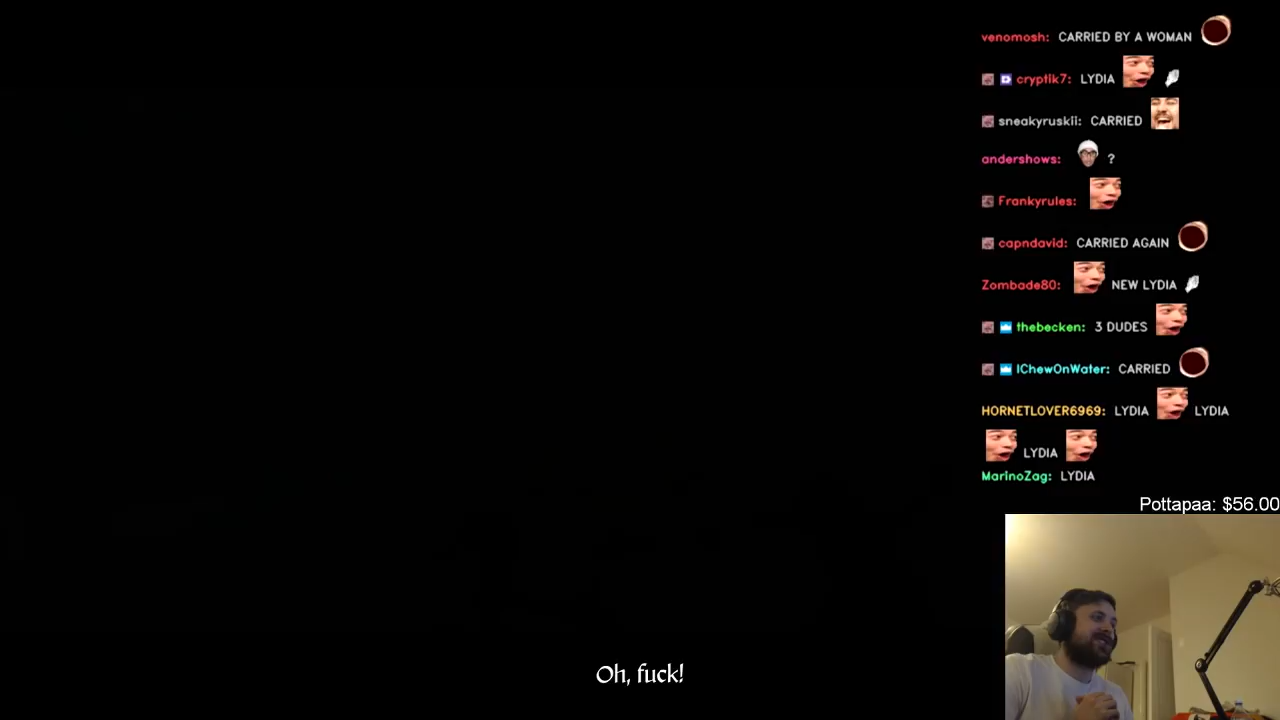 venomosh: CARRIED BY A WOMAN
cryptik7: LYDIA
sneakyruskii: CARRIED
andershows: ?
Frankyrules:
capndavid: CARRIED AGAIN
Zombade80: NEW LYDIA
thebecken: 3 DUDES
IChewOnWater: CARRIED
HORNETLOVER6969: LYDIA LYDIA
LYDIA
MarinoZag: LYDIA
Pottapaa: $56.00
Oh, fuck!